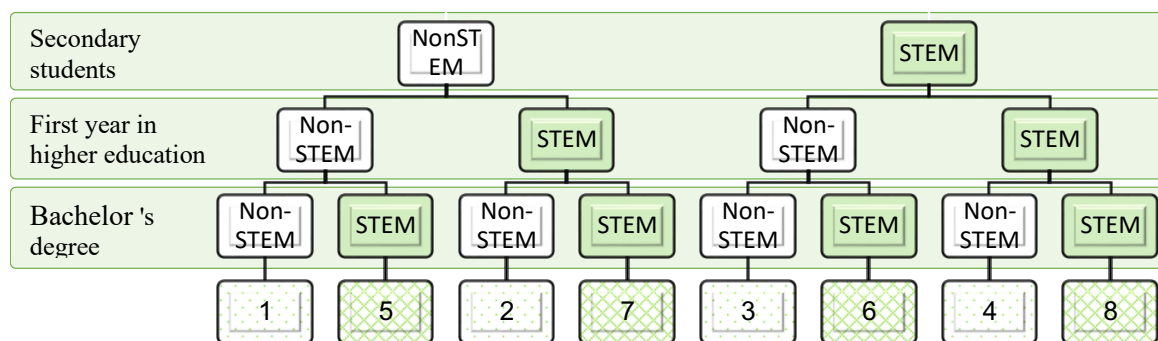 Secondary
students
NonST
EM
STEM
First year in
higher education
Non-
STEM
STEM
Non-
STEM
STEM
Bachelor 's
degree
Non-
STEM
STEM
Non-
STEM
STEM
Non-
STEM
STEM
Non-
STEM
STEM
1
5
2
7
3
6
4
8